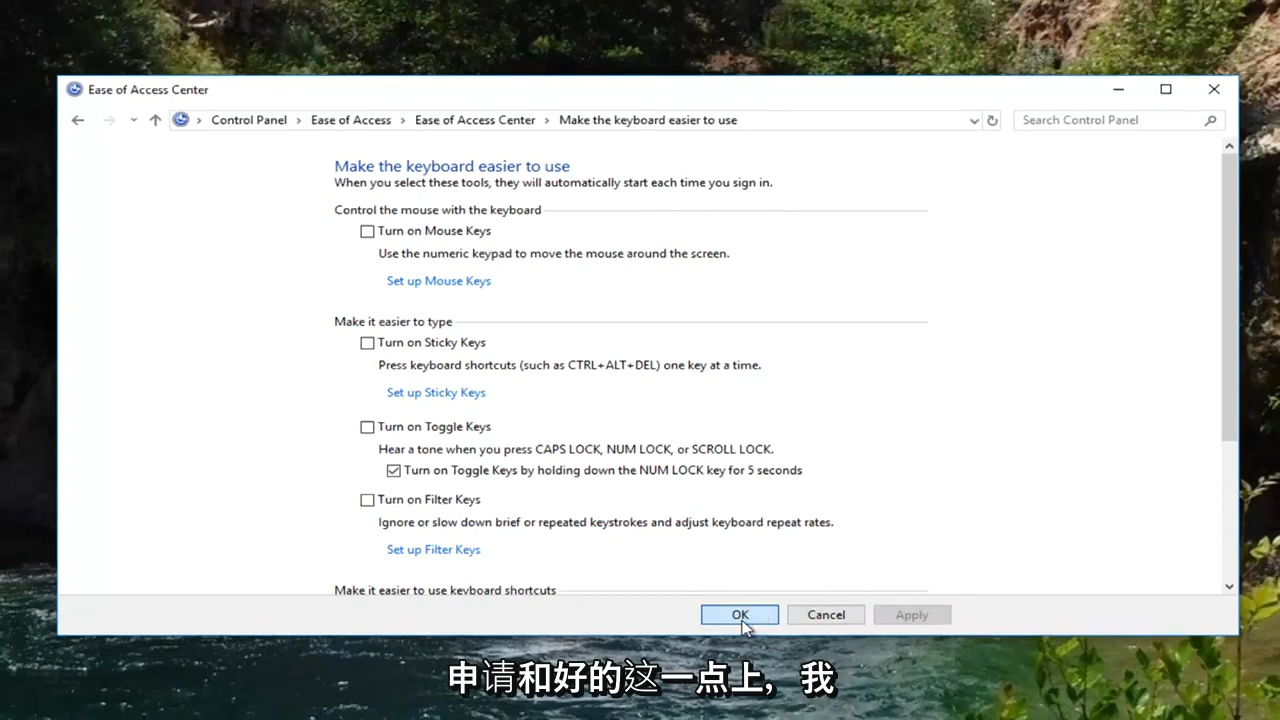 Ease of Access Center
Control Panel > Ease of Access > Ease of Access Center > Make the keyboard easier to use
Search Control Panel
Make the keyboard easier to use
When you select these tools, they will automatically start each time you sign in.
Control the mouse with the keyboard
Turn on Mouse Keys
Use the numeric keypad to move the mouse around the screen.
Set up Mouse Keys
Make it easier to type
Turn on Sticky Keys
Press keyboard shortcuts (such as CTRL+ALT+DEL) one key at a time.
Set up Sticky Keys
Turn on Toggle Keys
Hear a tone when you press CAPS LOCK, NUM LOCK, or SCROLL LOCK.
Turn on Toggle Keys by holding down the NUM LOCK key for 5 seconds
Turn on Filter Keys
Ignore or slow down brief or repeated keystrokes and adjust keyboard repeat rates.
Set up Filter Keys
Make it easier to use keyboard shortcuts
OK Cancel Apply
申请和好的这一点上，我